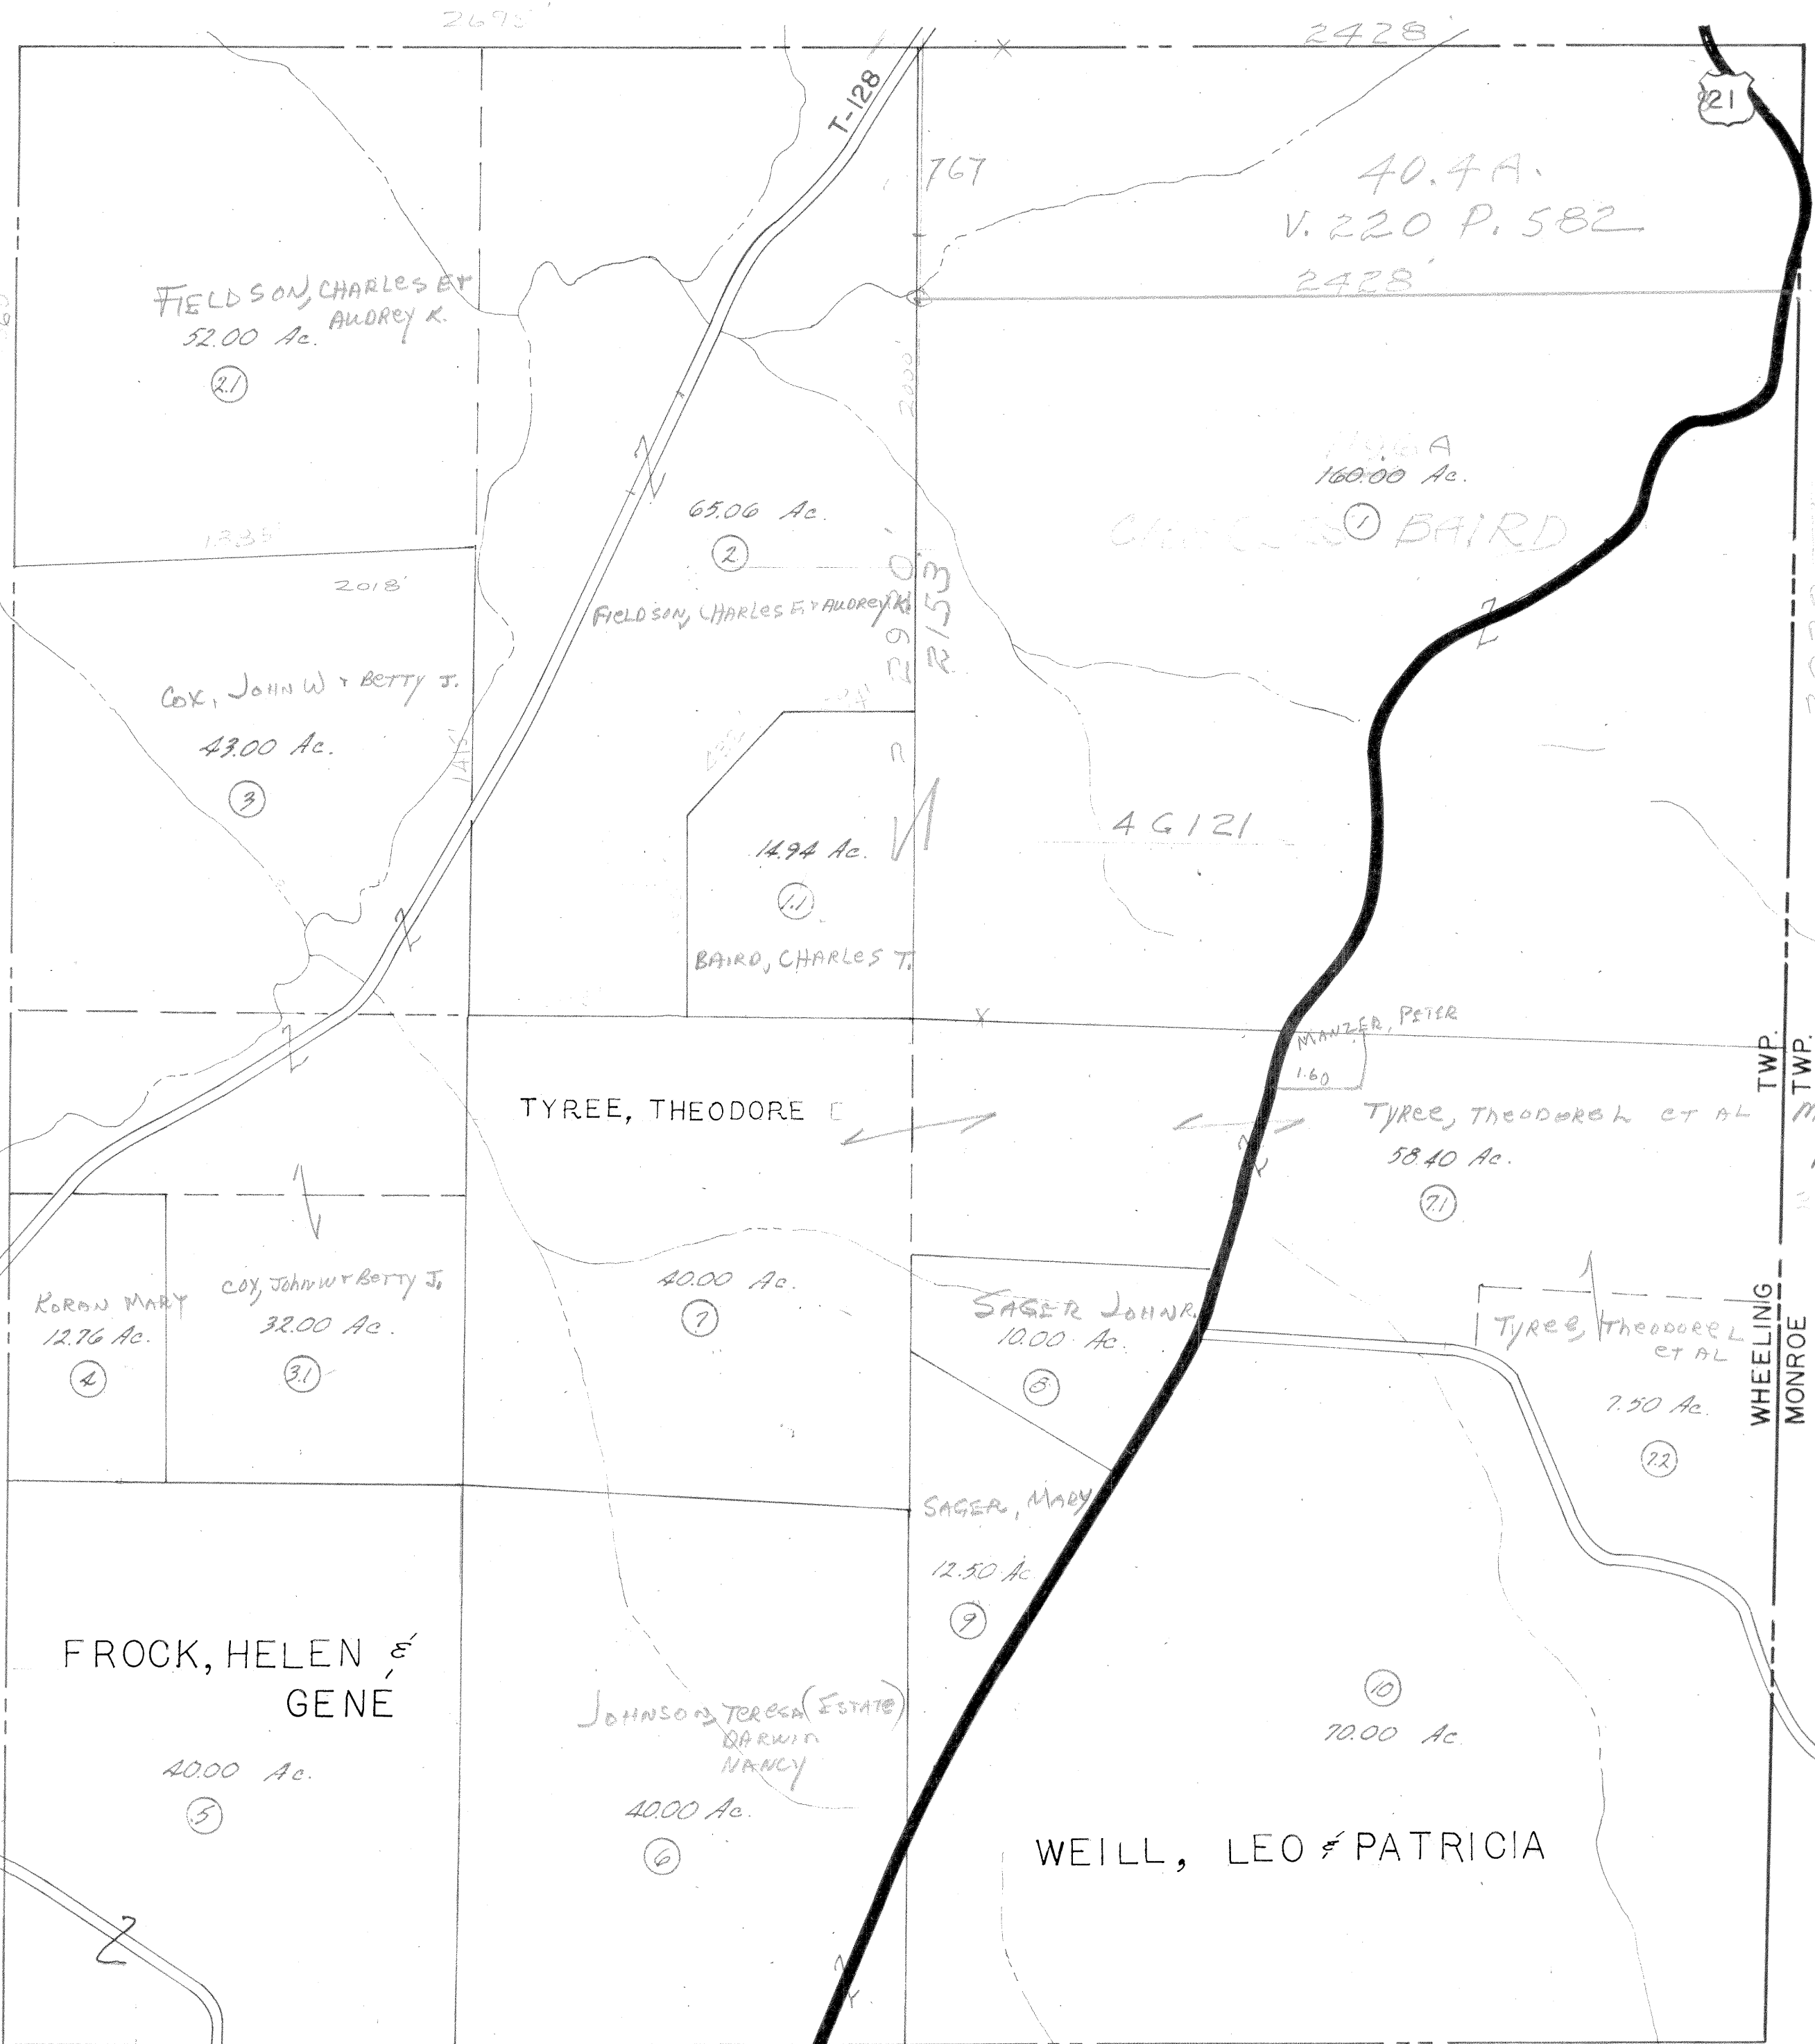 2695'
2428'
T-128
21
767
40.4 A.
V. 220 P. 582
2428'
FIELDSON, CHARLES E +
AUDREY K.
52.00 Ac.
2.1
2000'
160.00 Ac.
1
BAIRD
65.06 Ac.
2
1335'
2018'
FIELDSON, CHARLES E. + AUDREY K.
2920'
2153'
COX, JOHN W + BETTY J.
43.00 Ac.
3
14.94 Ac.
1.1
BAIRD, CHARLES T.
4G121
MANZER, PETER
1.60
TYREE, THEODORE
TYREE, THEODORE L ET AL
58.40 Ac.
7.1
TWP.
TWP.
WHEELING
MONROE
KORAN MARY
12.76 Ac.
4
COX, JOHN W + BETTY J.
32.00 Ac.
3.1
40.00 Ac.
7
SAGER JOHN R.
10.00 Ac.
8
TYREE, THEODORE L
ET AL
7.50 Ac.
7.2
SAGER, MARY
12.50 Ac
9
FROCK, HELEN &
GENE
40.00 Ac.
5
JOHNSON, TERESA (ESTATE)
DARWIN
NANCY
40.00 Ac.
6
10
70.00 Ac.
WEILL, LEO & PATRICIA